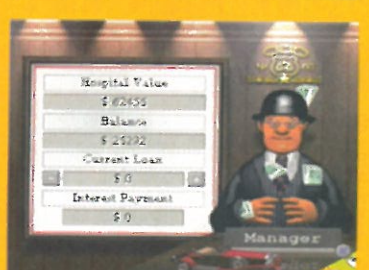 Hospital Value
Balance
Current Loan
- $ 0
Interest Payment
$ 0
Manager